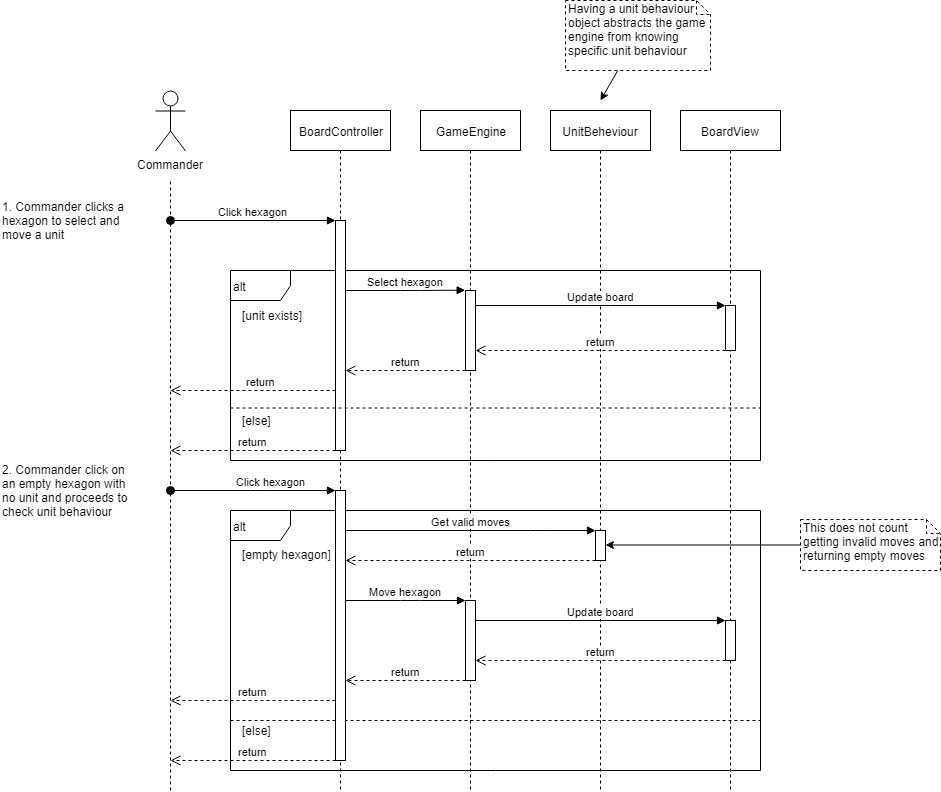 Having a unit behaviour
object abstracts the game
engine from knowing
specific unit behaviour
Commander
BoardController
GameEngine
UnitBeheviour
BoardView
1. Commander clicks a
hexagon to select and
move a unit
Click hexagon
alt
[unit exists]
Select hexagon
Update board
return
return
return
[else]
return
2. Commander click on
an empty hexagon with
no unit and proceeds to
check unit behaviour
Click hexagon
alt
[empty hexagon]
Get valid moves
return
This does not count
getting invalid moves and
returning empty moves
Move hexagon
Update board
return
return
return
[else]
return